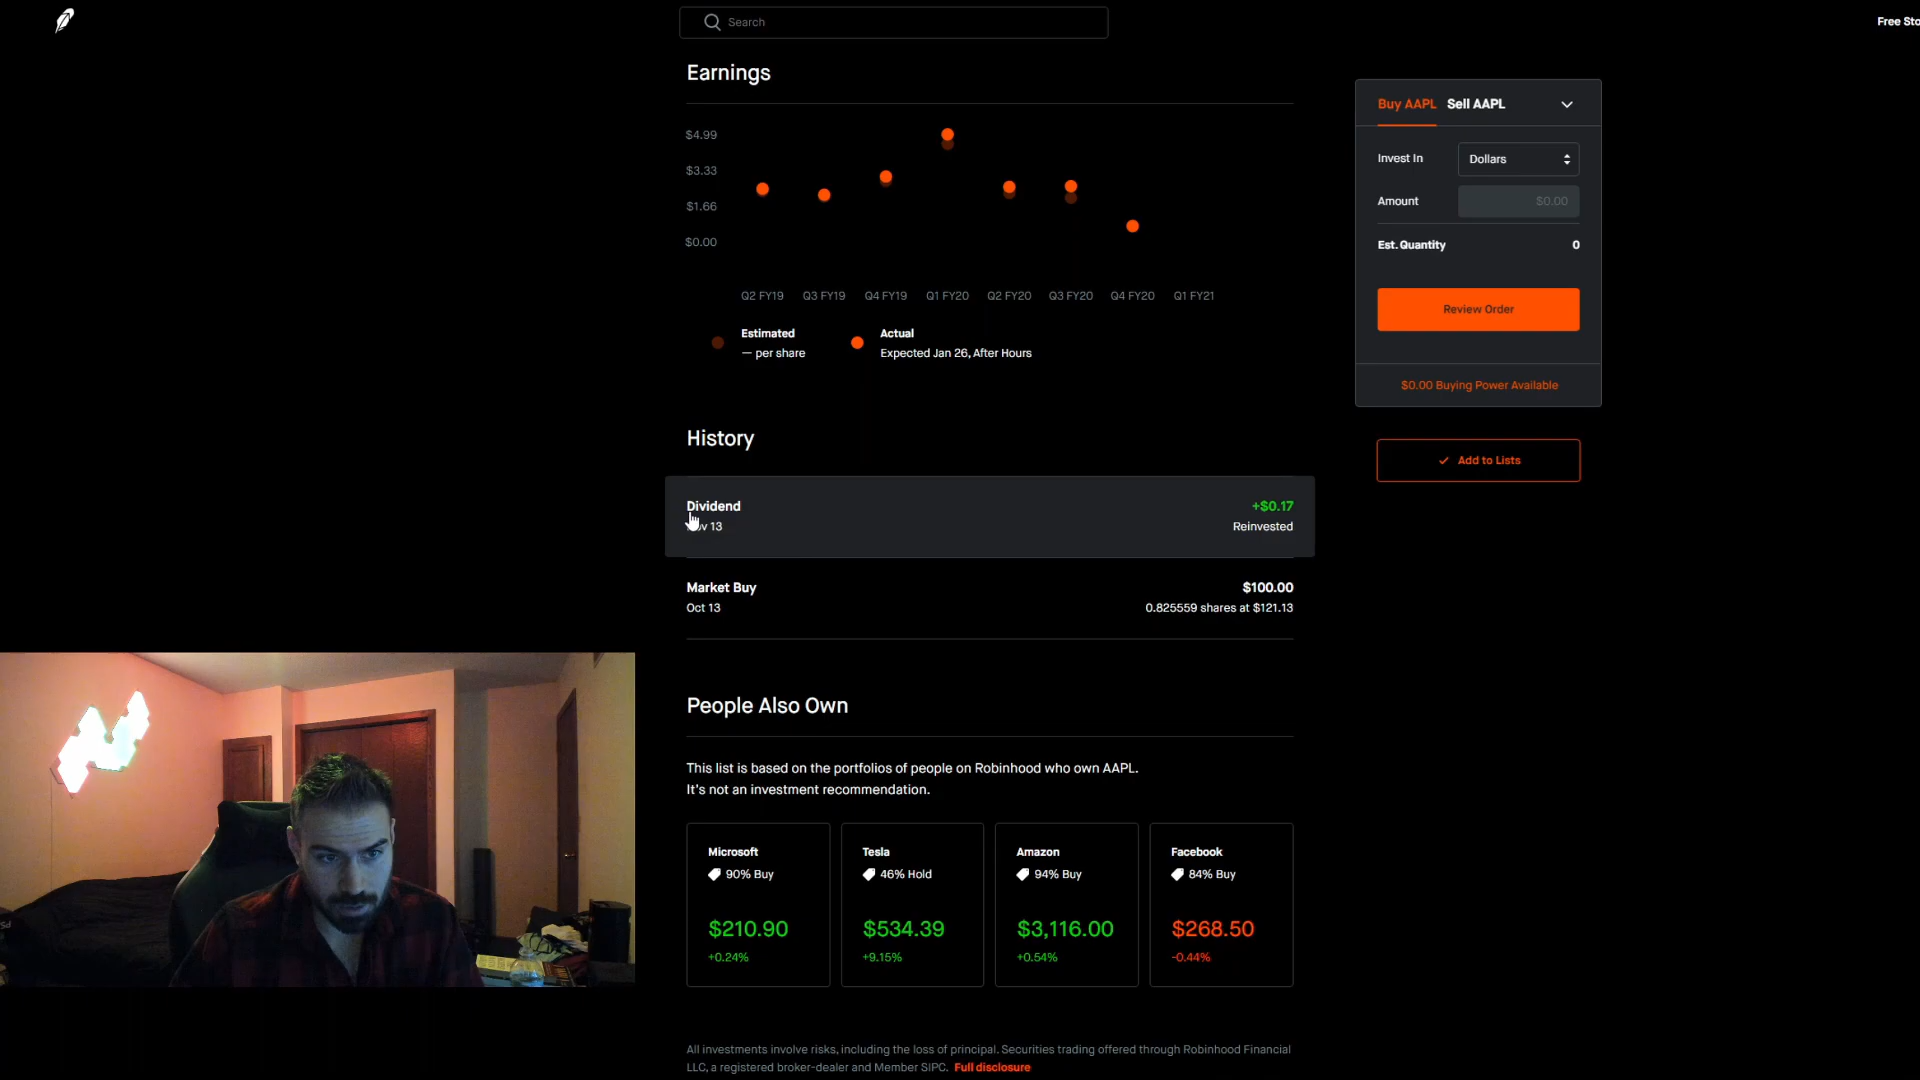 Search
Free Sto
Earnings
$4.99
$3.33
$1.66
$0.00
Q2 FY19 Q3 FY19 Q4 FY19 Q1 FY20 Q2 FY20 Q3 FY20 Q4 FY20 Q1 FY21
Estimated
— per share
Actual
Expected Jan 26, After Hours
Buy AAPL Sell AAPL
Invest In Dollars
Amount $0.00
Est. Quantity 0
Review Order
$0.00 Buying Power Available
Add to Lists
History
Dividend +$0.17
13 Reinvested
Market Buy $100.00
Oct 13 0.825559 shares at $121.13
People Also Own
This list is based on the portfolios of people on Robinhood who own AAPL.
It's not an investment recommendation.
Microsoft
90% Buy
$210.90
+0.24%
Tesla
46% Hold
$534.39
+9.15%
Amazon
94% Buy
$3,116.00
+0.54%
Facebook
84% Buy
$268.50
-0.44%
All investments involve risks, including the loss of principal. Securities trading offered through Robinhood Financial
LLC, a registered broker-dealer and Member SIPC. Full disclosure